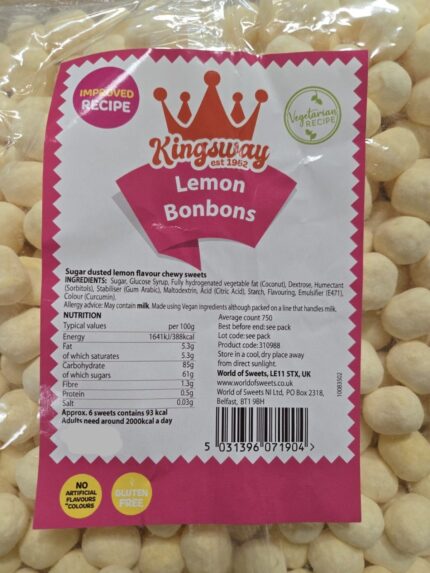 IMPROVED
RECIPE
Kingsway
est 1962
Vegetarian
RECIPE
Lemon
Bonbons
Sugar dusted lemon flavour chewy sweets
INGREDIENTS: Sugar, Glucose Syrup, Fully hydrogenated vegetable fat (Coconut), Dextrose, Humectant
(Sorbitols), Stabiliser (Gum Arabic), Maltodextrin, Acid (Citric Acid), Starch, Flavouring, Emulsifier (E471),
Colour (Curcumin).
Allergy advice: May contain milk. Made using Vegan ingredients although packed on a line that handles milk.
NUTRITION
Typical values per 100g
Energy 1641kJ/388kcal
Fat 5.3g
of which saturates 5.3g
Carbohydrate 85g
of which sugars 61g
Fibre 1.3g
Protein 0.5g
Salt 0.03g
Approx. 6 sweets contains 93 kcal
Adults need around 2000kcal a day
Average count 750
Best before end: see pack
Lot code: see pack
Product code: 310988
Store in a cool, dry place away
from direct sunlight.
World of Sweets, LE11 5TX, UK
www.worldofsweets.co.uk
World of Sweets NI Ltd, PO Box 2318,
Belfast, BT1 9BH
10083502
5 031396 071904 >
NO
ARTIFICIAL
FLAVOURS
OR COLOURS
GLUTEN
FREE